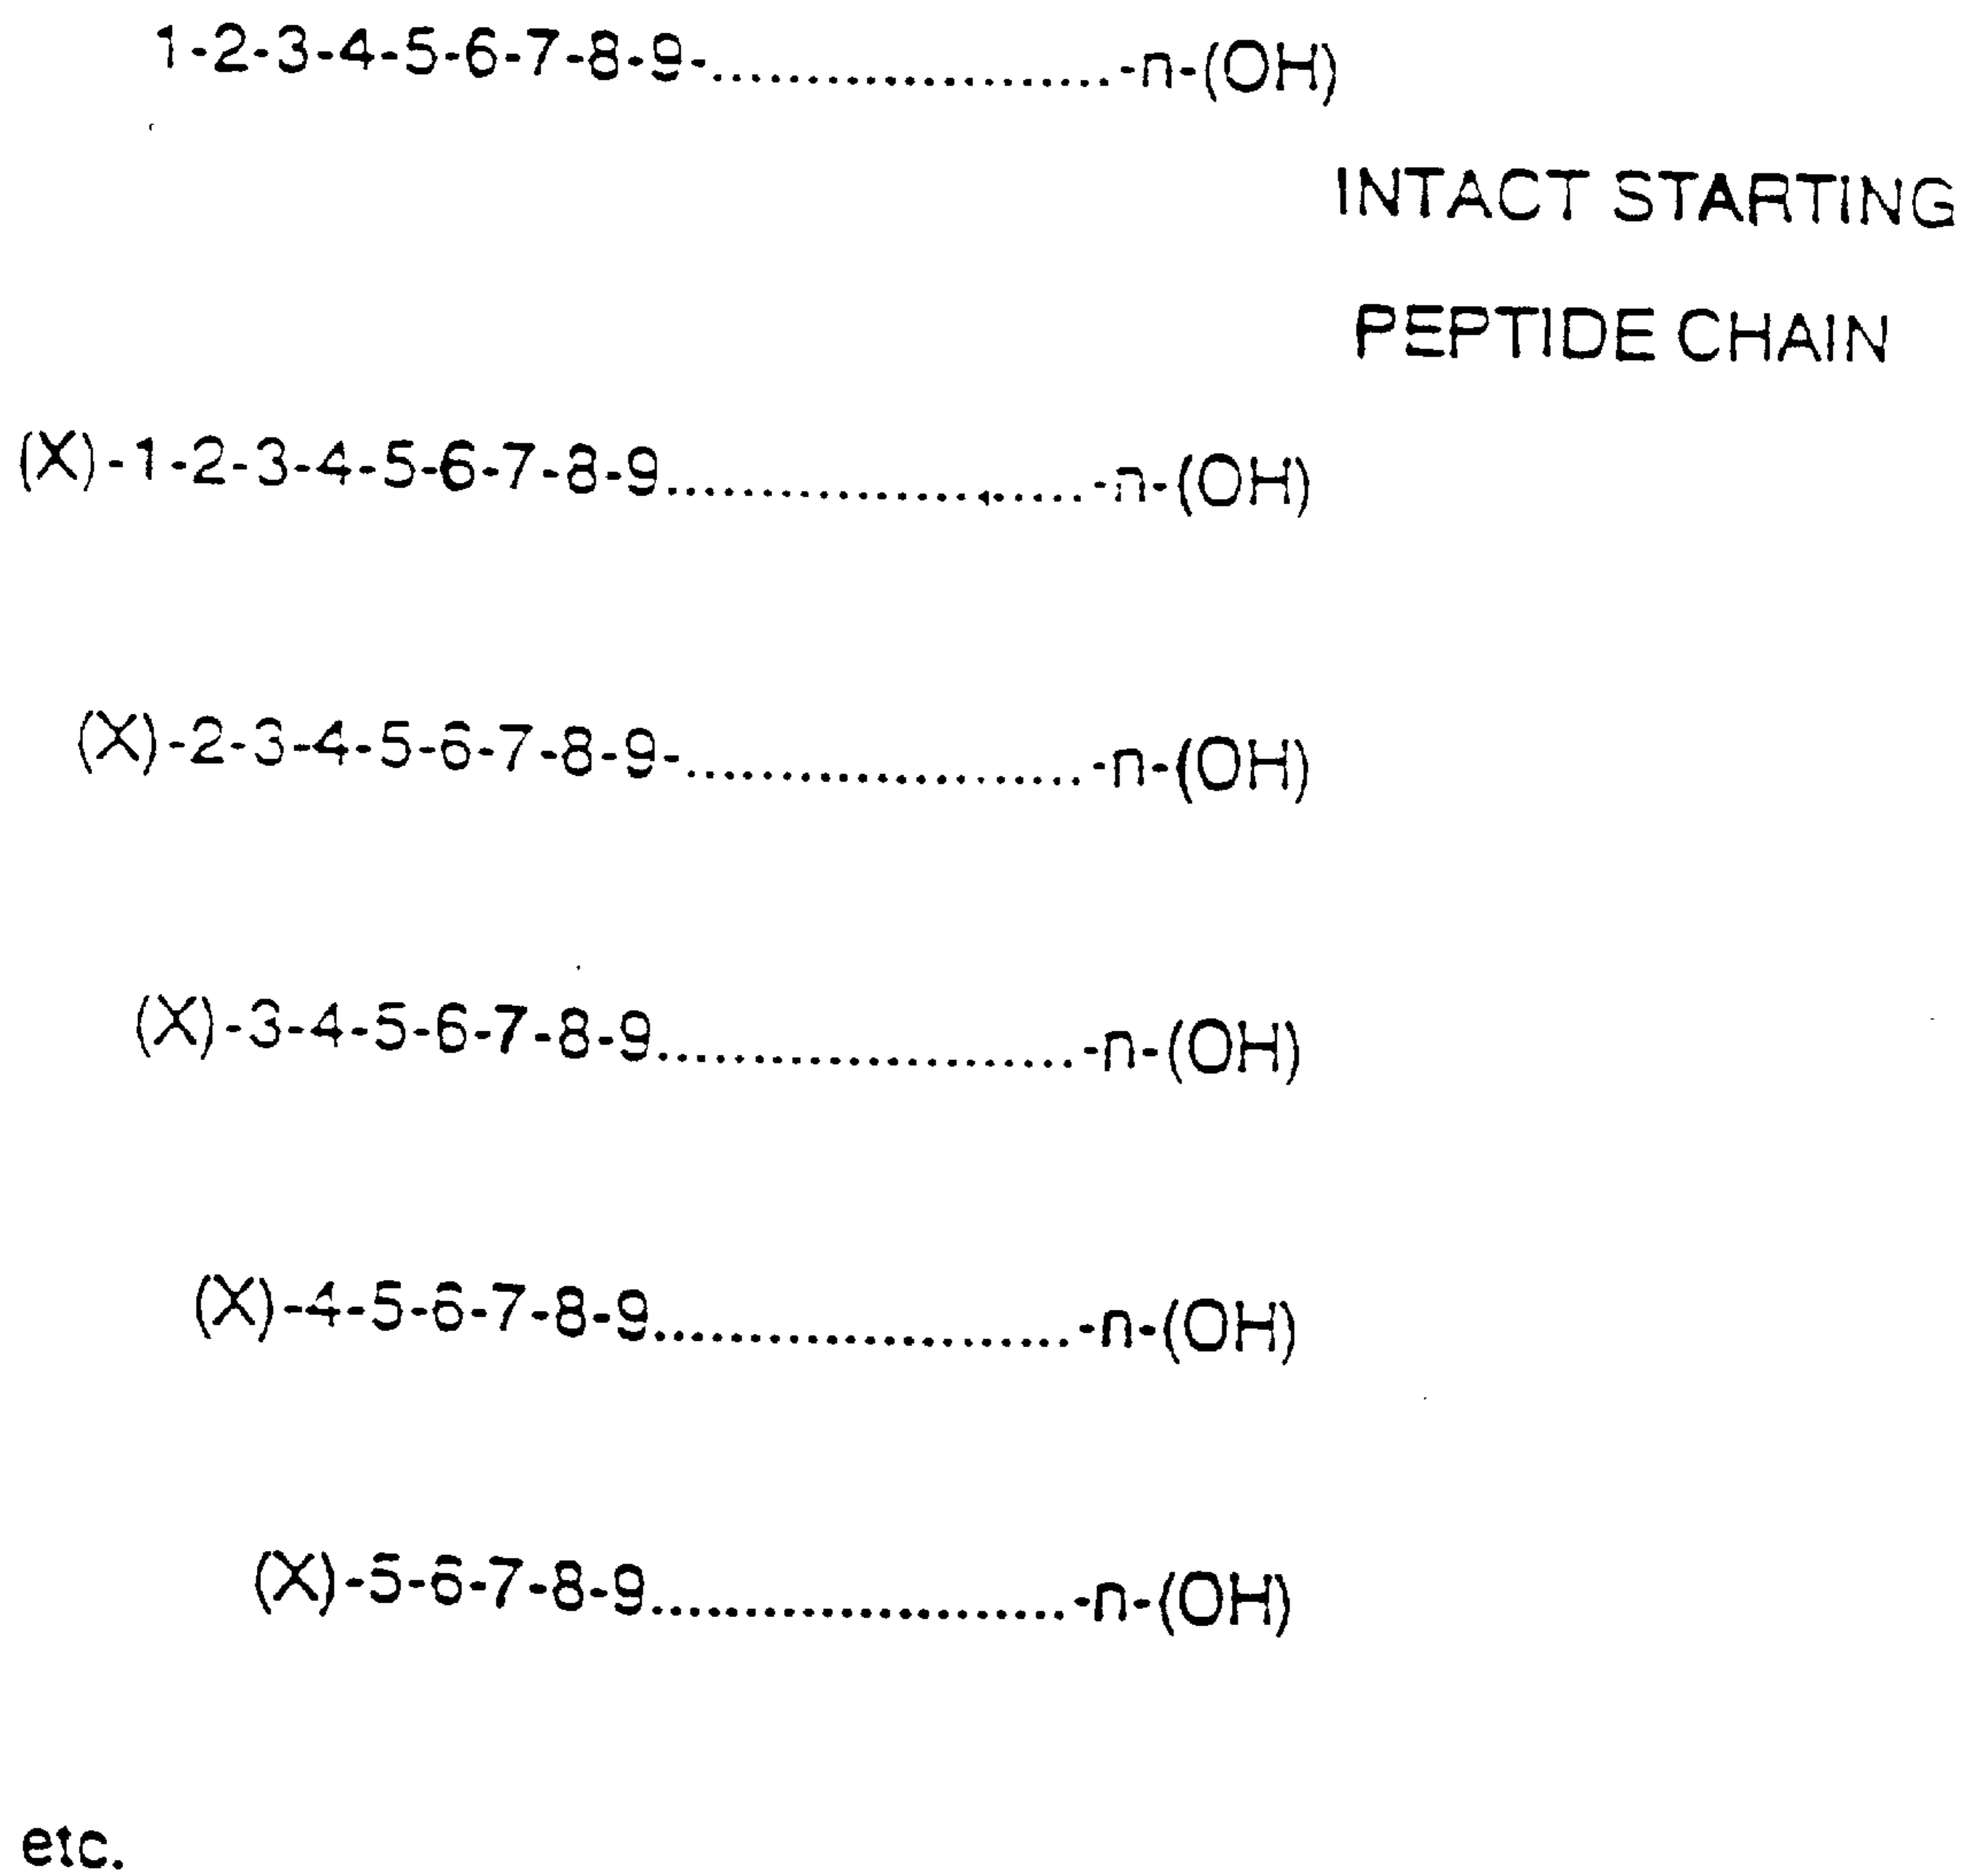 1-2-3-4-5-6-7-8-9-......................-n-(OH)
INTACT STARTING
PEPTIDE CHAIN
(X)-1-2-3-4-5-6-7-8-9......................-n-(OH)
(X)-2-3-4-5-6-7-8-9-.....................-n-(OH)
(X)-3-4-5-6-7-8-9......................-n-(OH)
(X)-4-5-6-7-8-9......................-n-(OH)
(X)-5-6-7-8-9......................-n-(OH)
etc.